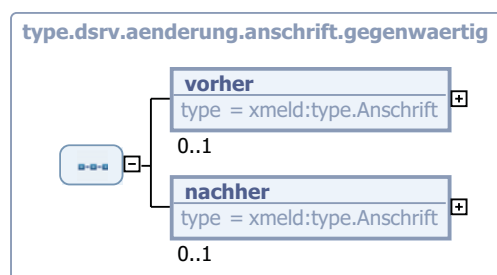 type.dsrv.aenderung.anschrift.gegenwaertig
vorher
type = xmeld:type.Anschrift
0..1
nachher
type = xmeld:type.Anschrift
0..1